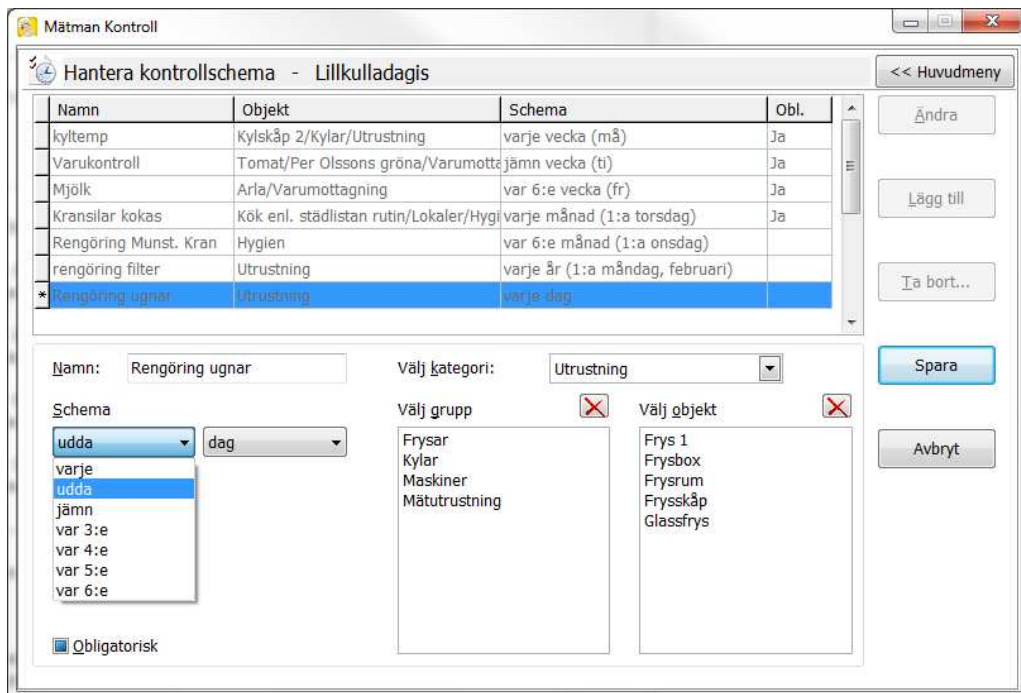 Mätman Kontroll
Hantera kontrollschema - Lillkulladagis
<< Huvudmeny
Namn Objekt Schema Obl.
kyltemp Kylskåp 2/Kylar/Utrustning varje vecka (må) Ja
Varukontroll Tomat/Per Olssons gröna/Varumotta jämn vecka (ti) Ja
Mjölk Arla/Varumottagning var 6:e vecka (fr) Ja
Kransilar kokas Kök enl. städlistan rutin/Lokaler/Hygi varje månad (1:a torsdag) Ja
Rengöring Munst. Kran Hygien var 6:e månad (1:a onsdag)
rengöring filter Utrustning varje år (1:a måndag, februari)
* Rengöring ugnar Utrustning varje dag
Ändra
Lägg till
Ta bort...
Spara
Avbryt
Namn: Rengöring ugnar Välj kategori: Utrustning
Schema Välj grupp Välj objekt
udda dag
varje
udda
jämn
var 3:e
var 4:e
var 5:e
var 6:e
Frysar
Kylar
Maskiner
Mätutrustning
Frys 1
Frysbox
Frysrum
Frysskåp
Glassfrys
Obligatorisk